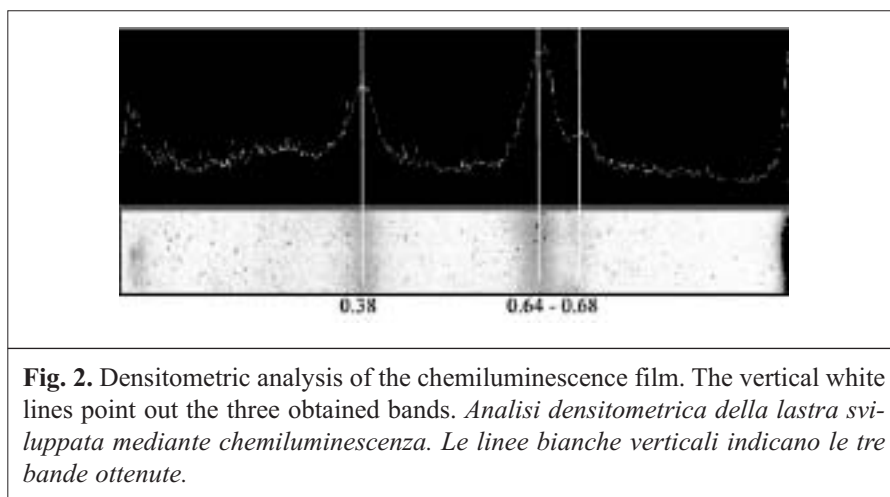 0.38 0.64 - 0.68
Fig. 2. Densitometric analysis of the chemiluminescence film. The vertical white
lines point out the three obtained bands. Analisi densitometrica della lastra svi-
luppata mediante chemiluminescenza. Le linee bianche verticali indicano le tre
bande ottenute.